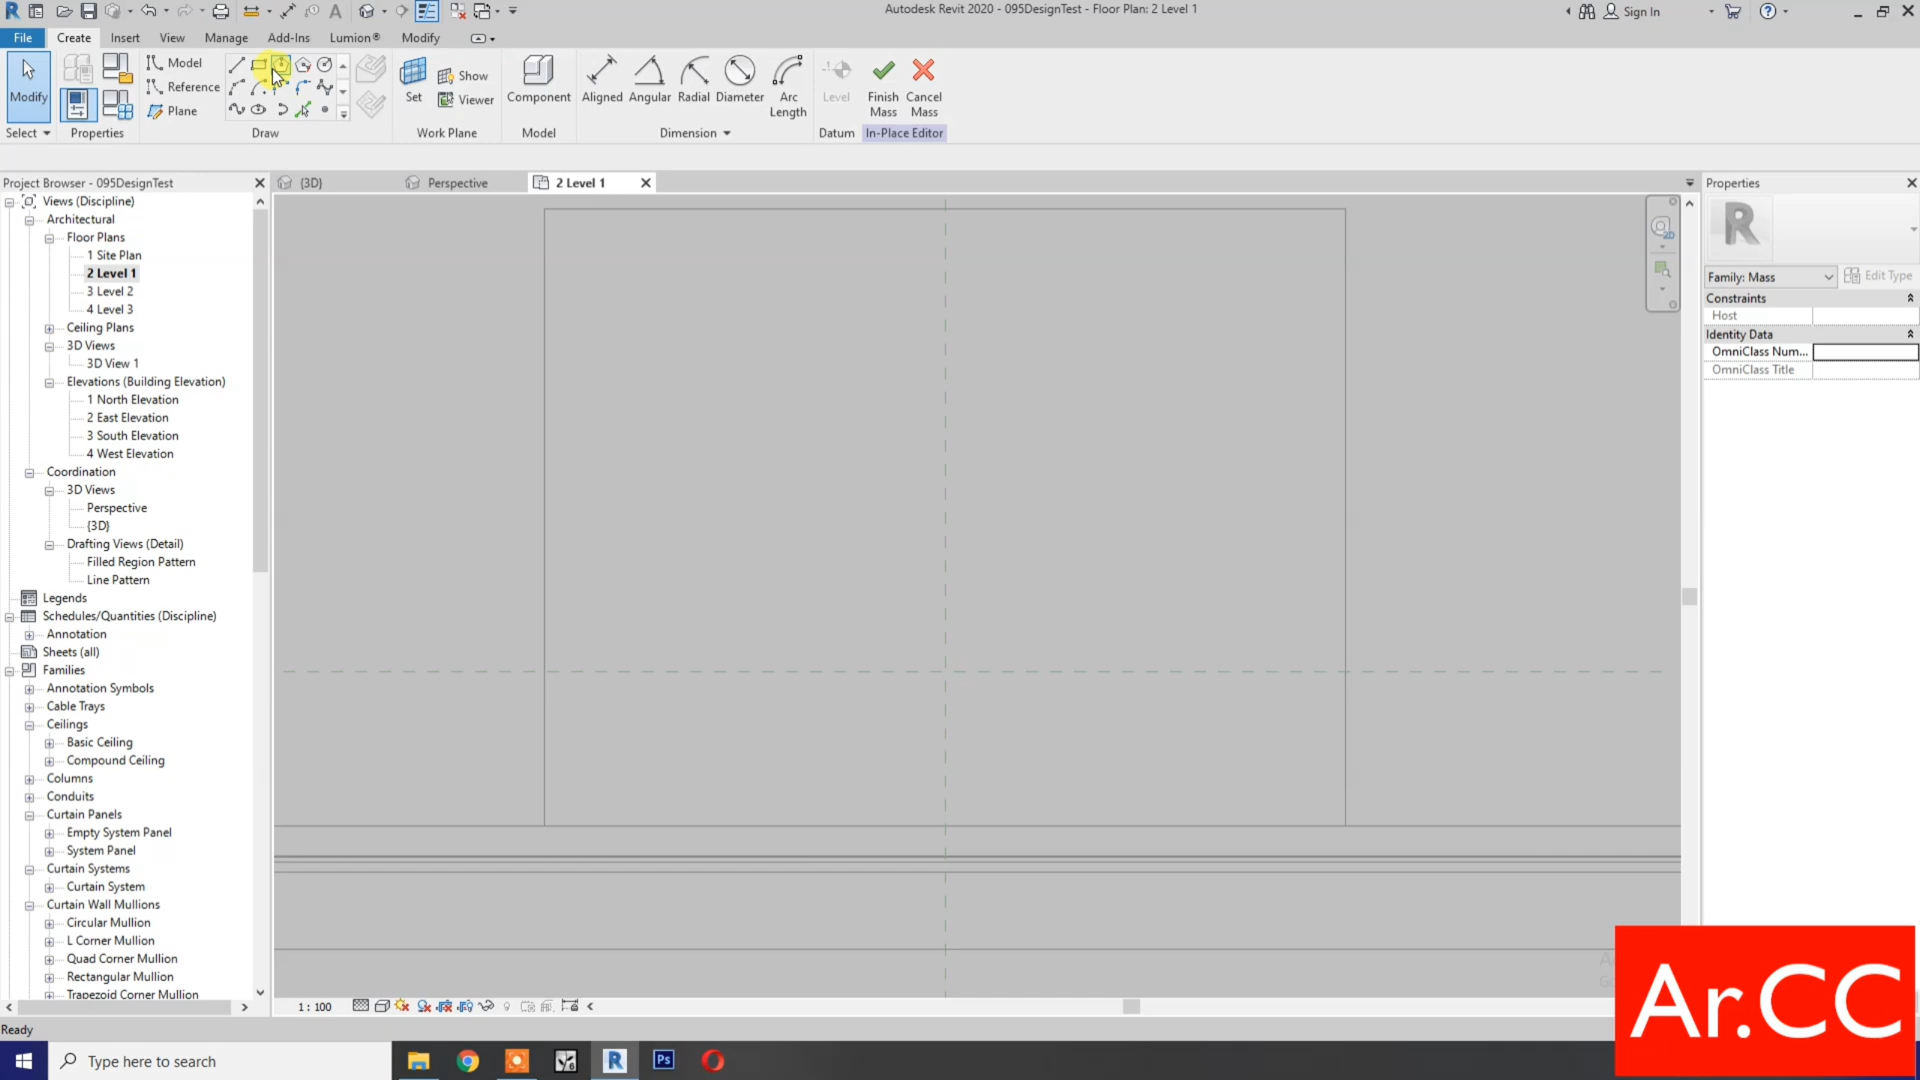 Autodesk Revit 2020 - 095DesignTest - Floor Plan: 2 Level 1
Sign In
File Create Insert View Manage Add-Ins Lumion® Modify
Modify
Model
Reference
Plane
Set
Show
Viewer
Component
Aligned Angular Radial Diameter Arc Length
Level
Finish Mass
Cancel Mass
Select Properties Draw Work Plane Model Dimension Datum In-Place Editor
Project Browser - 095DesignTest
{3D}
Perspective
2 Level 1
Properties
Views (Discipline)
Architectural
Floor Plans
1 Site Plan
2 Level 1
3 Level 2
4 Level 3
Ceiling Plans
3D Views
3D View 1
Elevations (Building Elevation)
1 North Elevation
2 East Elevation
3 South Elevation
4 West Elevation
Coordination
3D Views
Perspective
{3D}
Drafting Views (Detail)
Filled Region Pattern
Line Pattern
Legends
Schedules/Quantities (Discipline)
Annotation
Sheets (all)
Families
Annotation Symbols
Cable Trays
Ceilings
Basic Ceiling
Compound Ceiling
Columns
Conduits
Curtain Panels
Empty System Panel
System Panel
Curtain Systems
Curtain System
Curtain Wall Mullions
Circular Mullion
L Corner Mullion
Quad Corner Mullion
Rectangular Mullion
Trapezoid Corner Mullion
R
Family: Mass
Edit Type
Constraints
Host
Identity Data
OmniClass Num...
OmniClass Title
2D
1 : 100
Ready
Type here to search
R
Ps
Ar.CC